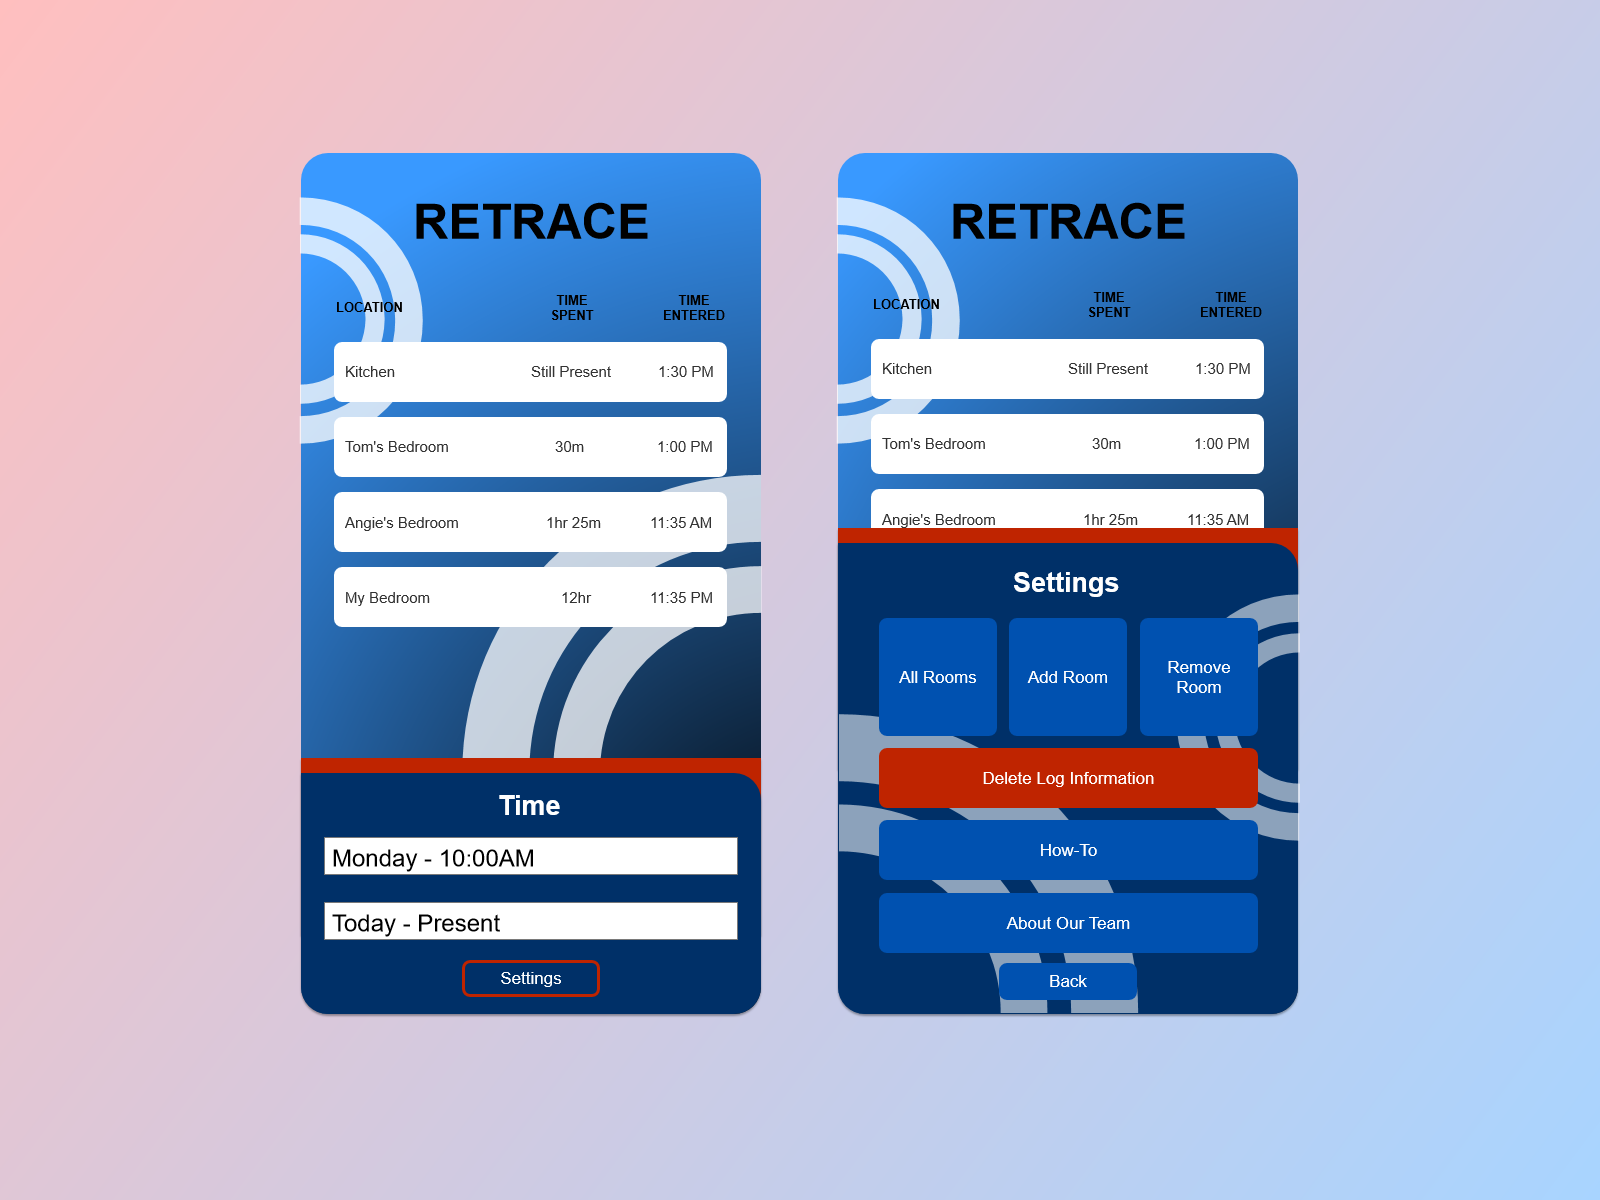 RETRACE
LOCATION
TIME
SPENT
TIME
ENTERED
Kitchen Still Present 1:30 PM
Tom's Bedroom 30m 1:00 PM
Angie's Bedroom 1hr 25m 11:35 AM
My Bedroom 12hr 11:35 PM
Time
Monday - 10:00AM
Today - Present
Settings
RETRACE
LOCATION
TIME
SPENT
TIME
ENTERED
Kitchen Still Present 1:30 PM
Tom's Bedroom 30m 1:00 PM
Angie's Bedroom 1hr 25m 11:35 AM
Settings
All Rooms
Add Room
Remove
Room
Delete Log Information
How-To
About Our Team
Back